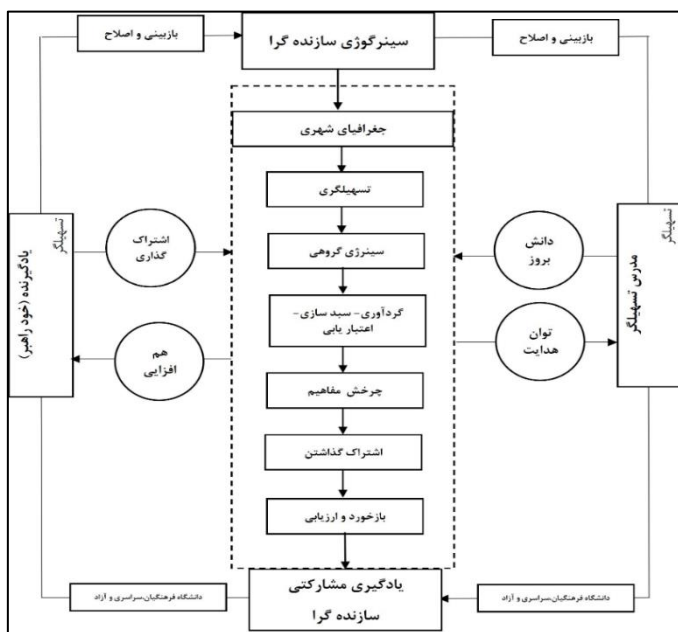 بازبینی و اصلاح
سینرگوژی سازنده گرا
بازبینی و اصلاح
جغرافیای شهری
تسهیلگری
سینرژی گروهی
گردآوری- سبد سازی-
اعتبار یابی
چرخش مفاهیم
اشتراک گذاشتن
بازخورد و ارزیابی
یادگیری مشارکتی
سازنده گرا
تسهیلگر
مدرس تسهیلگر
دانش
بروز
توان
هدایت
تسهیلگر
یادگیرنده (خود راهبر)
اشتراک
گذاری
هم
افزایی
دانشگاه فرهنگیان،سراسری و آزاد
دانشگاه فرهنگیان،سراسری و آزاد